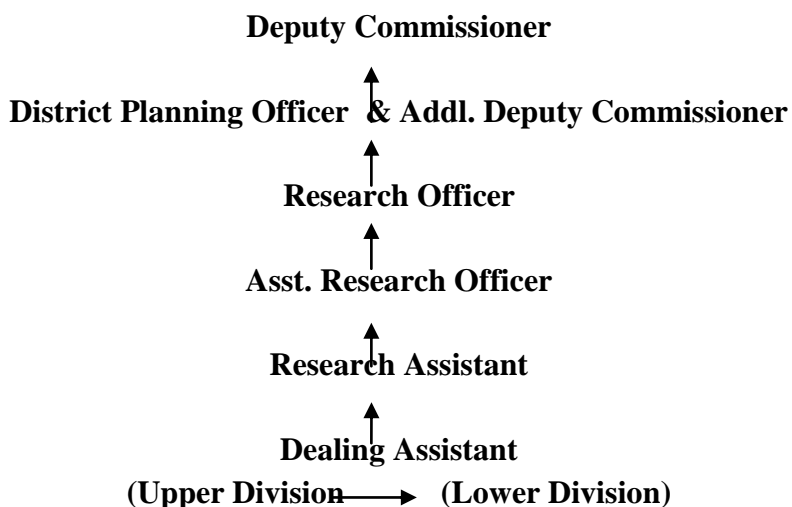 Deputy Commissioner
District Planning Officer & Addl. Deputy Commissioner
Research Officer
Asst. Research Officer
Research Assistant
Dealing Assistant
(Upper Division (Lower Division)